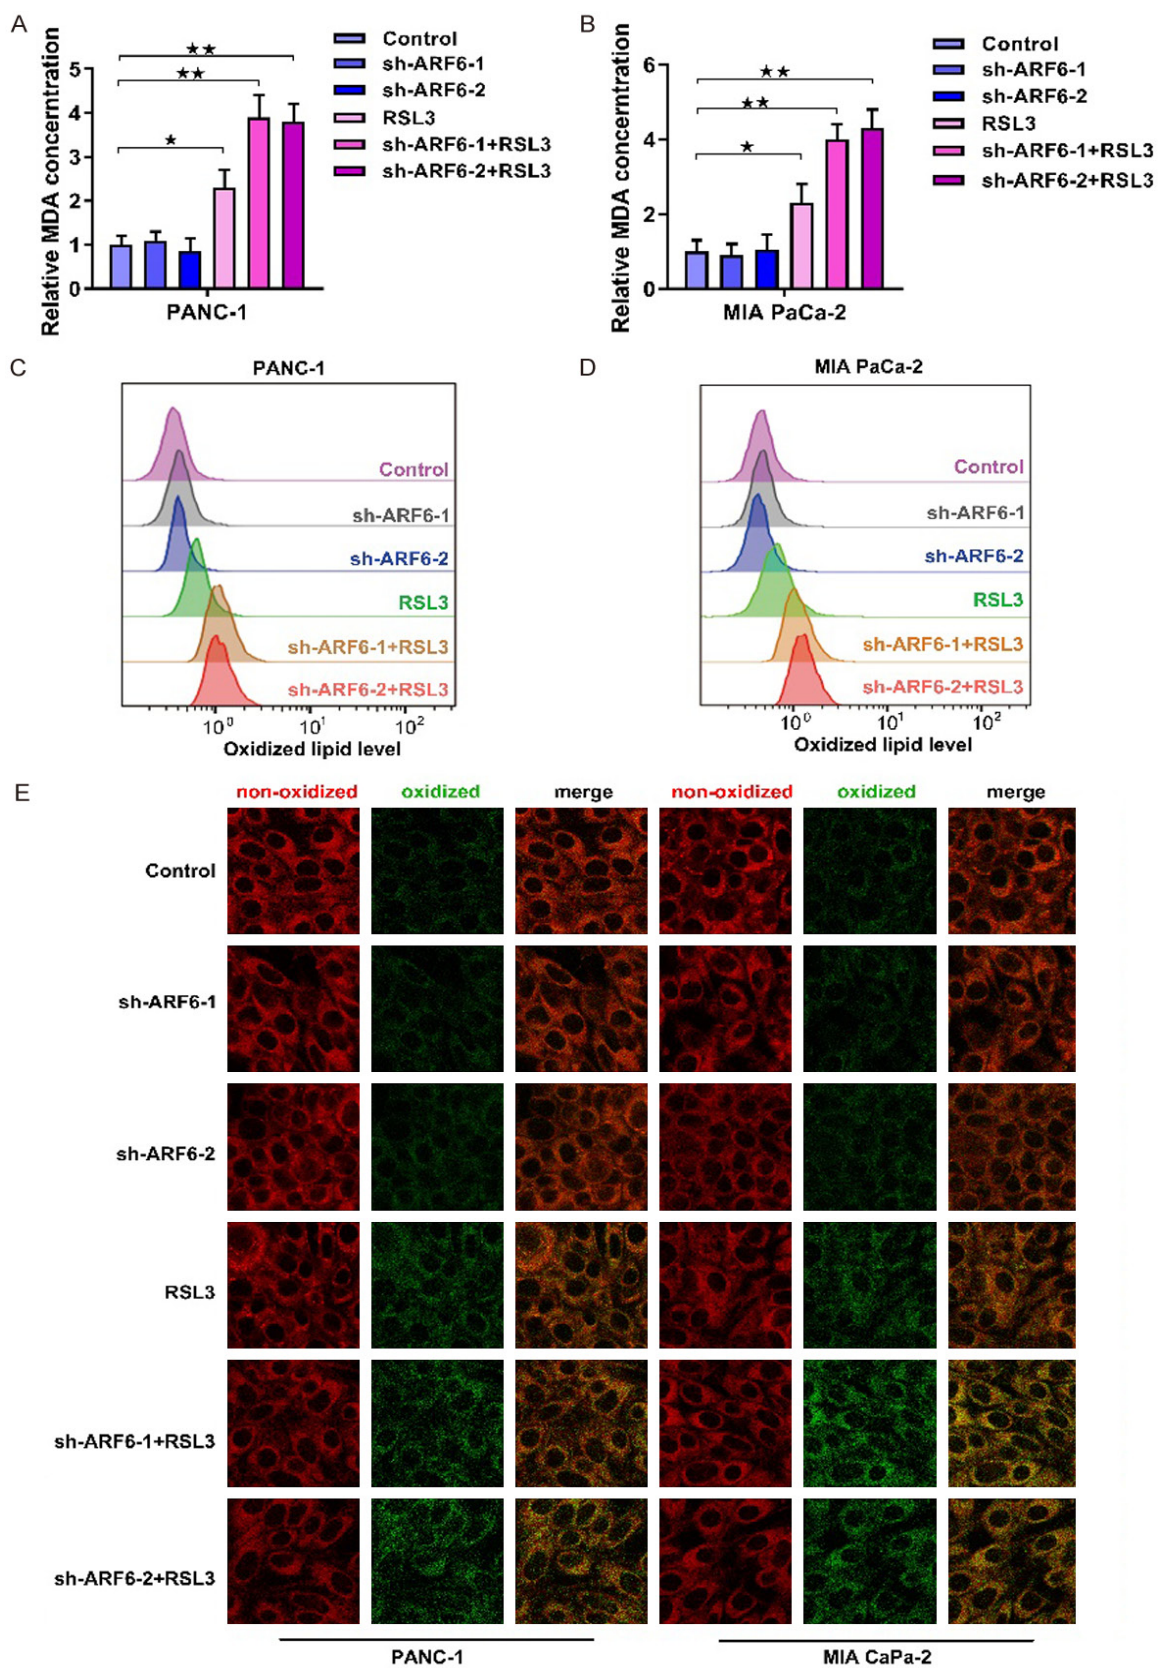 A
Relative MDA concerntration
5
4
3
2
1
0
★★
★★
★
PANC-1
Control
sh-ARF6-1
sh-ARF6-2
RSL3
sh-ARF6-1+RSL3
sh-ARF6-2+RSL3
B
Relative MDA concerntration
6
4
2
0
★★
★★
★
MIA PaCa-2
Control
sh-ARF6-1
sh-ARF6-2
RSL3
sh-ARF6-1+RSL3
sh-ARF6-2+RSL3
C
PANC-1
Control
sh-ARF6-1
sh-ARF6-2
RSL3
sh-ARF6-1+RSL3
sh-ARF6-2+RSL3
10⁰ 10¹ 10²
Oxidized lipid level
D
MIA PaCa-2
Control
sh-ARF6-1
sh-ARF6-2
RSL3
sh-ARF6-1+RSL3
sh-ARF6-2+RSL3
10⁰ 10¹ 10²
Oxidized lipid level
E
non-oxidized oxidized merge non-oxidized oxidized merge
Control
sh-ARF6-1
sh-ARF6-2
RSL3
sh-ARF6-1+RSL3
sh-ARF6-2+RSL3
PANC-1 MIA CaPa-2